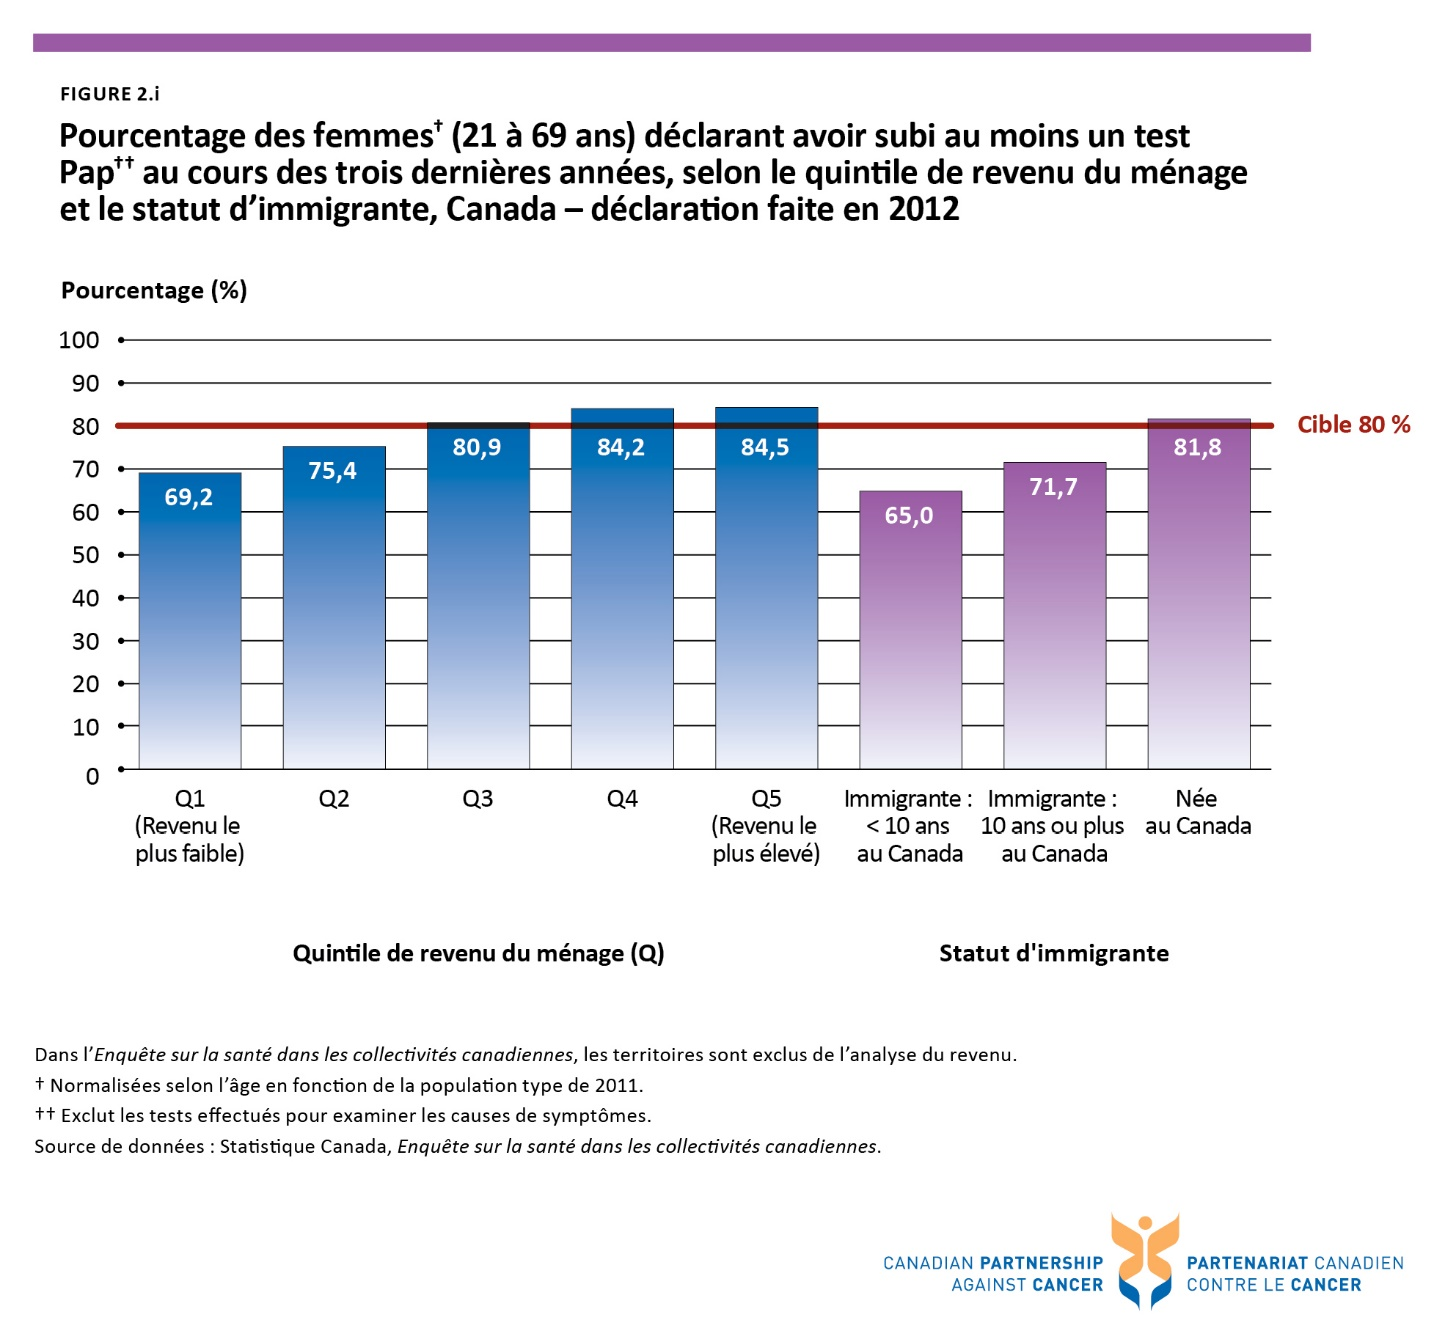 FIGURE 2.i
Pourcentage des femmes† (21 à 69 ans) déclarant avoir subi au moins un test
Pap†† au cours des trois dernières années, selon le quintile de revenu du ménage
et le statut d’immigrante, Canada – déclaration faite en 2012
Pourcentage (%)
100
90
80
70
60
50
40
30
20
10
0
Cible 80 %
69,2
75,4
80,9
84,2
84,5
65,0
71,7
81,8
Q1
(Revenu le
plus faible)
Q2
Q3
Q4
Q5
(Revenu le
plus élevé)
Immigrante :
< 10 ans
au Canada
Immigrante :
10 ans ou plus
au Canada
Née
au Canada
Quintile de revenu du ménage (Q)
Statut d'immigrante
Dans l’Enquête sur la santé dans les collectivités canadiennes, les territoires sont exclus de l’analyse du revenu.
† Normalisées selon l’âge en fonction de la population type de 2011.
†† Exclut les tests effectués pour examiner les causes de symptômes.
Source de données : Statistique Canada, Enquête sur la santé dans les collectivités canadiennes.
CANADIAN PARTNERSHIP
AGAINST CANCER
PARTENARIAT CANADIEN
CONTRE LE CANCER